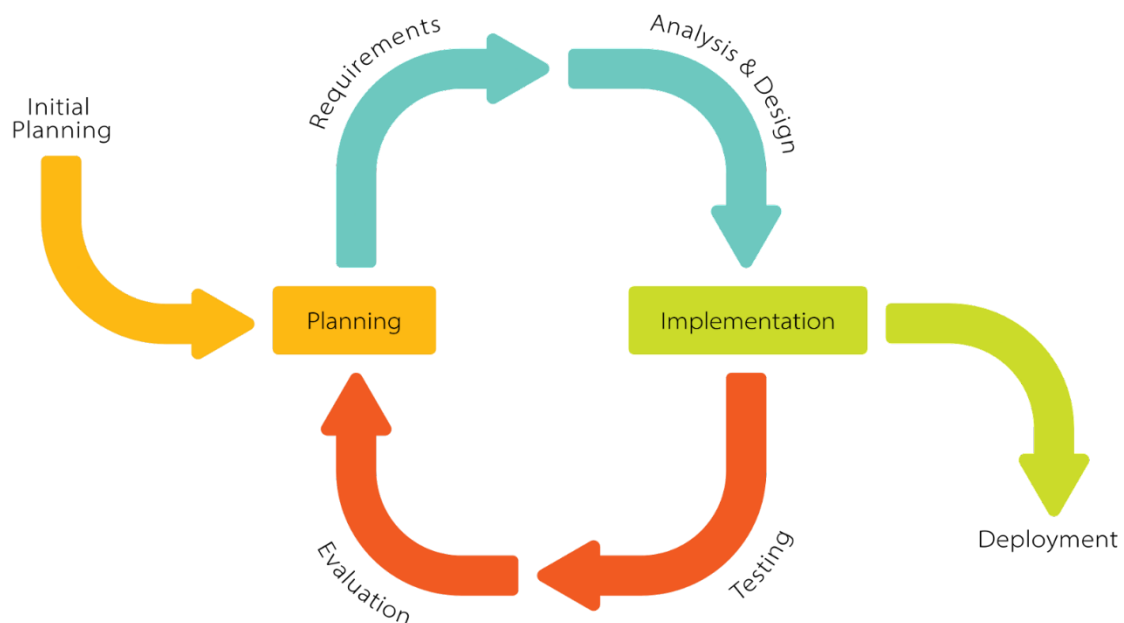 Initial
Planning
Requirements
Analysis & Design
Planning
Implementation
Evaluation
Testing
Deployment